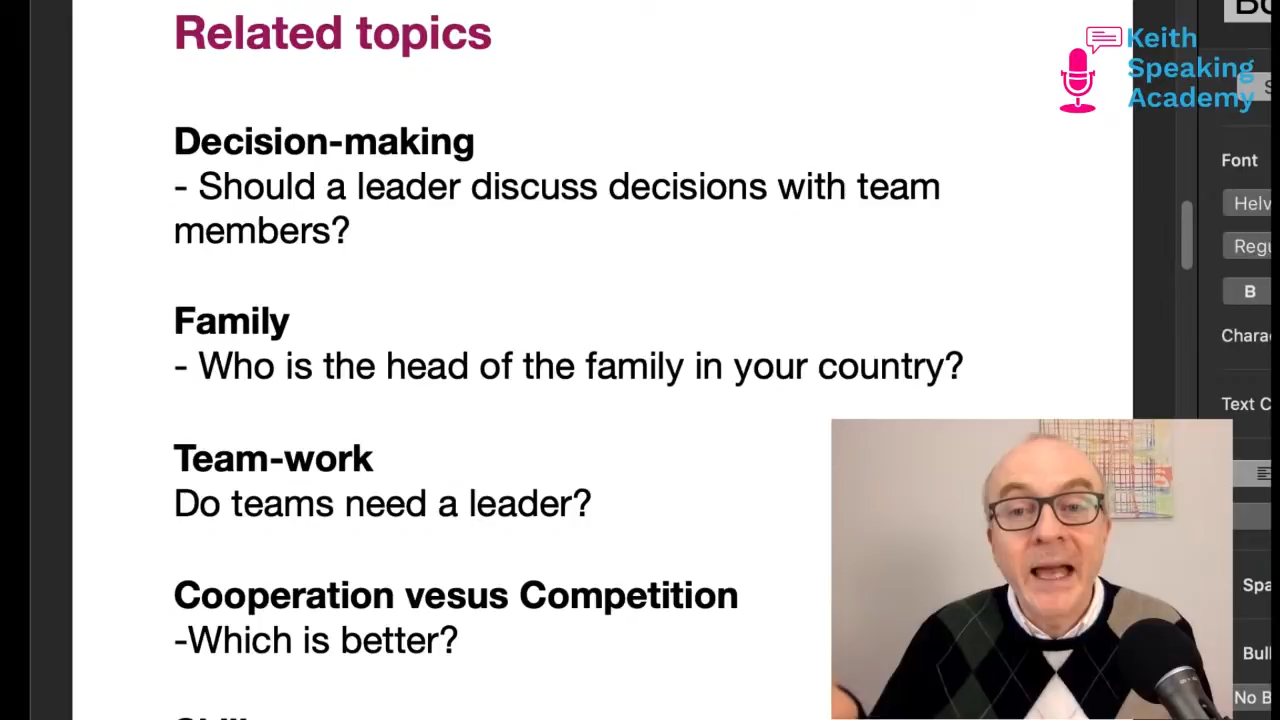 Related topics
Keith
Speaking
Academy
Decision-making
- Should a leader discuss decisions with team
members?
Family
- Who is the head of the family in your country?
Team-work
Do teams need a leader?
Cooperation vesus Competition
-Which is better?
Font
B